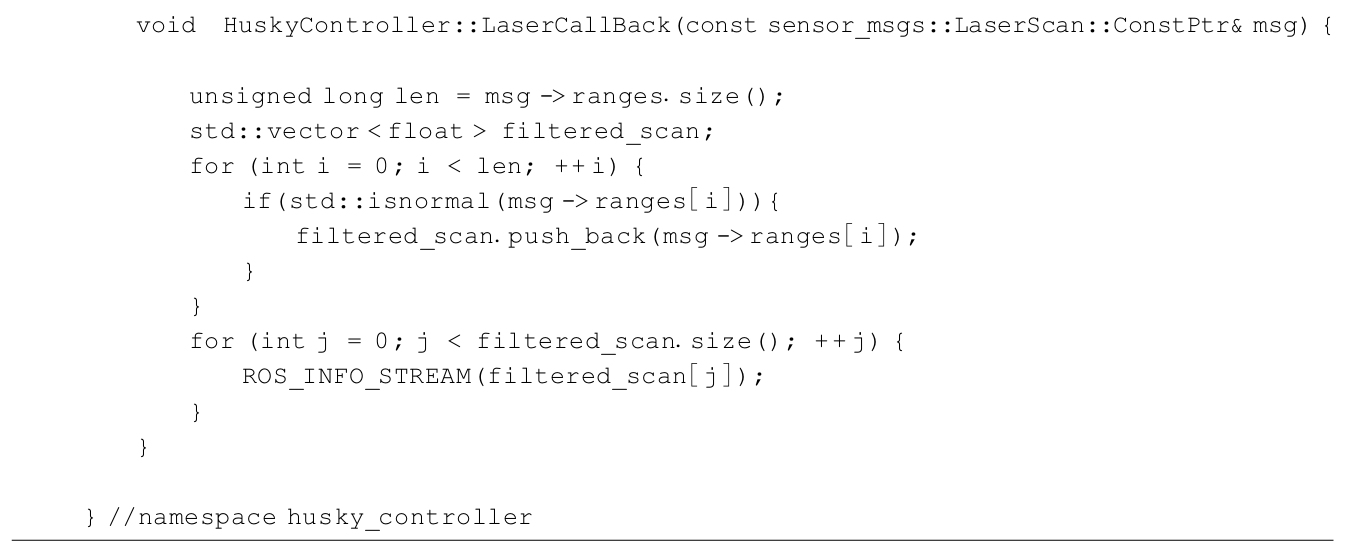 void HuskyController::LaserCallBack(const sensor_msgs::LaserScan::ConstPtr& msg) {
unsigned long len = msg->ranges.size();
std::vector<float> filtered_scan;
for (int i = 0; i < len; ++i) {
if(std::isnormal(msg->ranges[i])){
filtered_scan.push_back(msg->ranges[i]);
}
}
for (int j = 0; j < filtered_scan.size(); ++j) {
ROS_INFO_STREAM(filtered_scan[j]);
}
}
} //namespace husky_controller